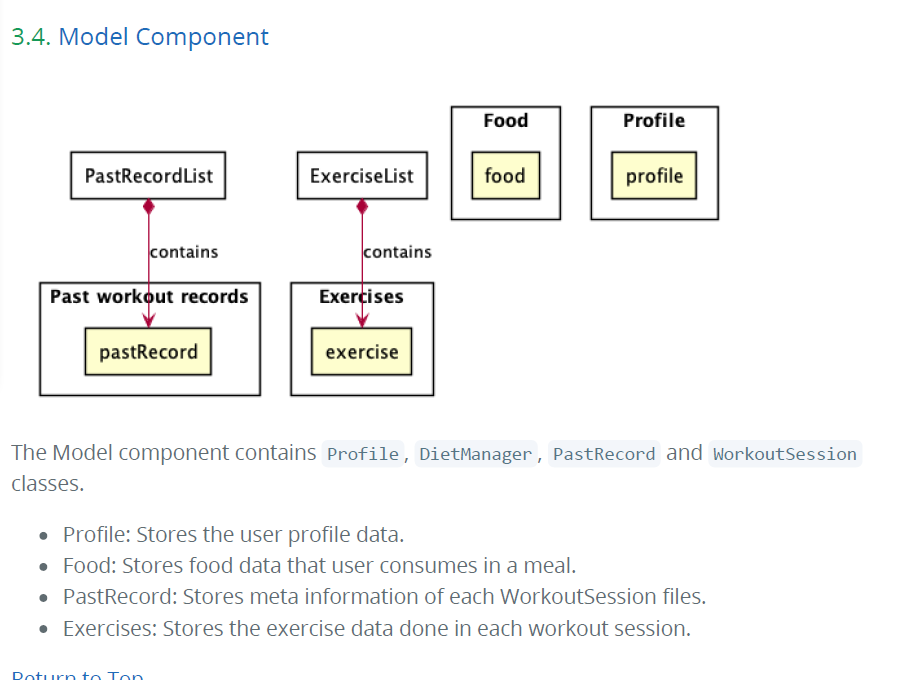 3.4. Model Component
Food
Profile
PastRecordList
ExerciseList
food
profile
contains
contains
Past workout records
Exercises
pastRecord
exercise
The Model component contains Profile, DietManager, PastRecord and WorkoutSession
classes.
• Profile: Stores the user profile data.
• Food: Stores food data that user consumes in a meal.
• PastRecord: Stores meta information of each WorkoutSession files.
• Exercises: Stores the exercise data done in each workout session.
Return to Top